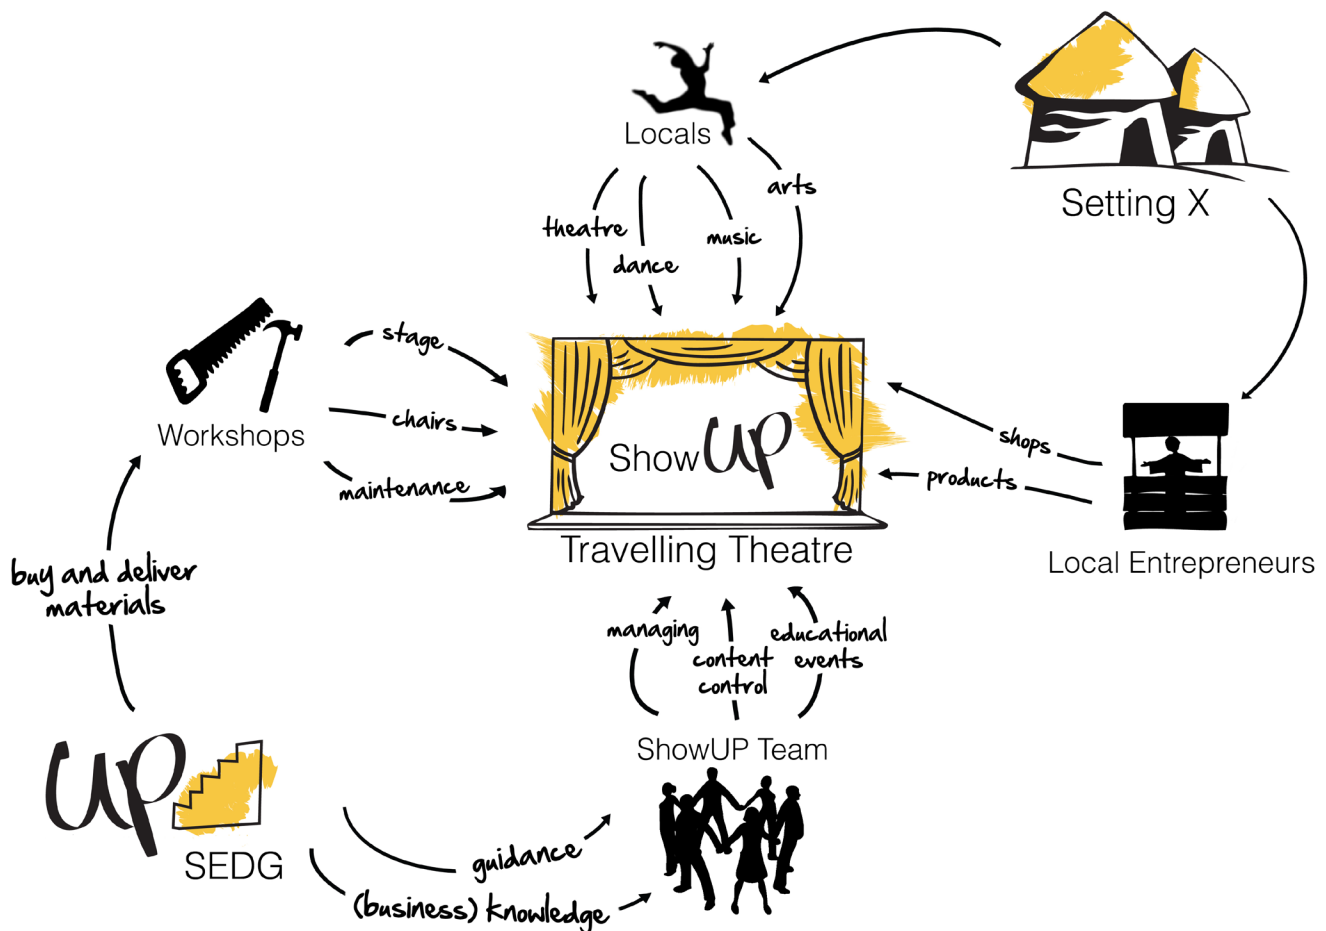 Locals
Setting X
theatre
dance
music
arts
stage
chairs
maintenance
Workshops
ShowUP
Travelling Theatre
shops
products
Local Entrepreneurs
buy and deliver
materials
managing
content
control
educational
events
ShowUP Team
UP
SEDG
guidance
(business) knowledge